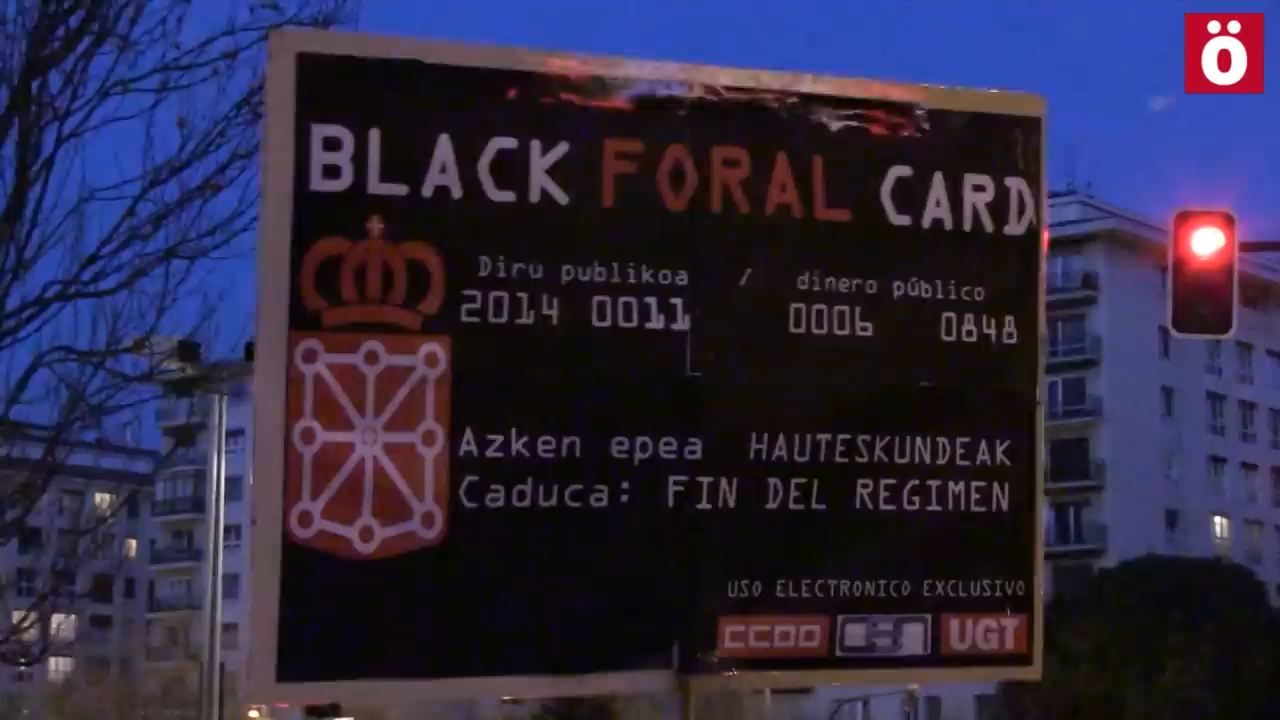 ö
BLACK FORAL CARD
Diru publikoa / dinero público
2014 0011 0006 0848
Azken epea HAUTESKUNDEAK
Caduca: FIN DEL REGIMEN
USO ELECTRONICO EXCLUSIVO
CCOO CEN UGT